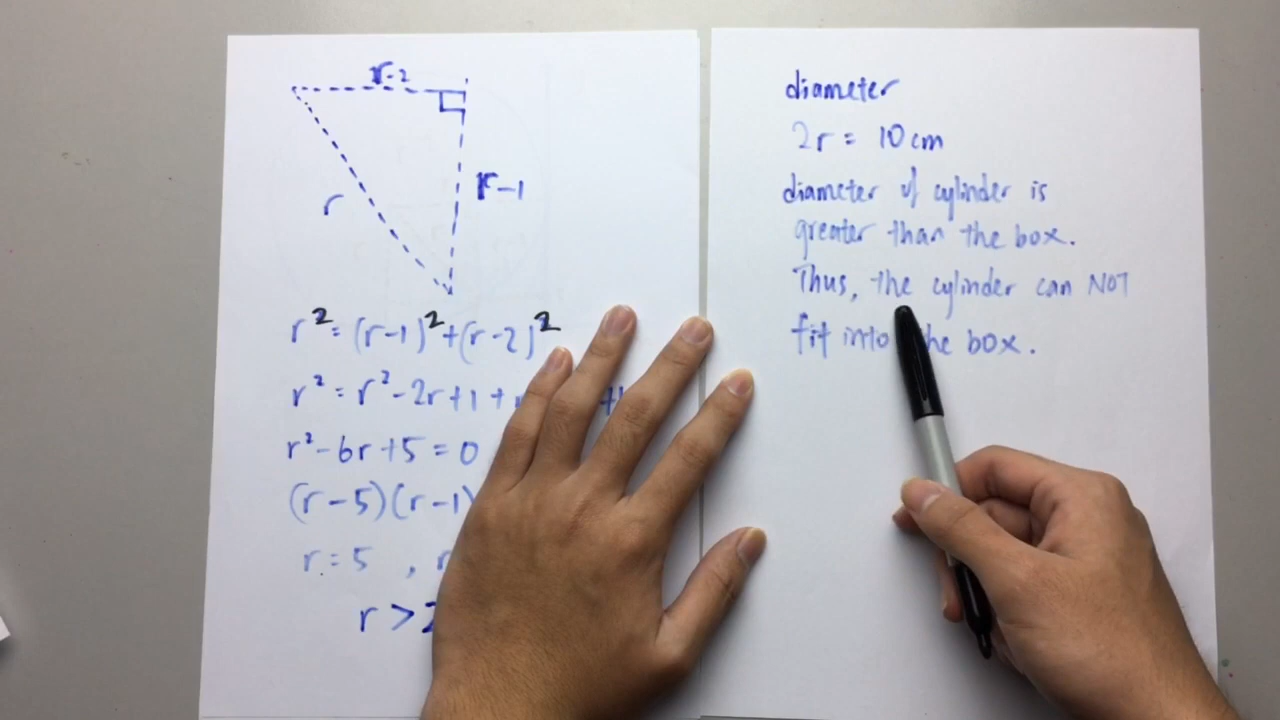 r-2
r-1
r
r² = (r-1)² + (r-2)²
r² = r² - 2r + 1 +
r² - 6r + 5 = 0
(r-5)(r-1)
r = 5 ,
r >
diameter
2r = 10 cm
diameter of cylinder is
greater than the box.
Thus, the cylinder can NOT
fit into the box.